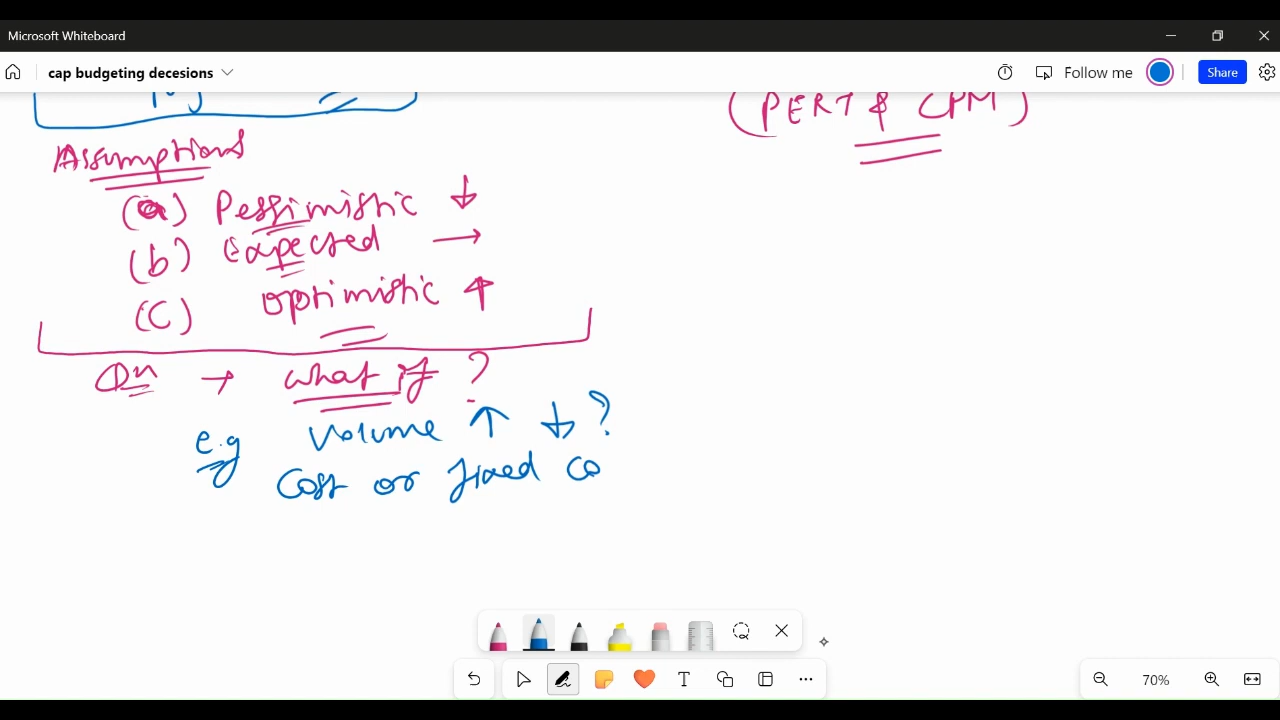 Microsoft Whiteboard
cap budgeting decesions
Follow me
Share
(PERT & CPM)
Assumptions
(a) Pessimistic ↓
(b) Expected →
(C) optimistic ↑
Qn → what if ?
e.g Volume ↑ ↓ ?
Cost or fixed co
70%